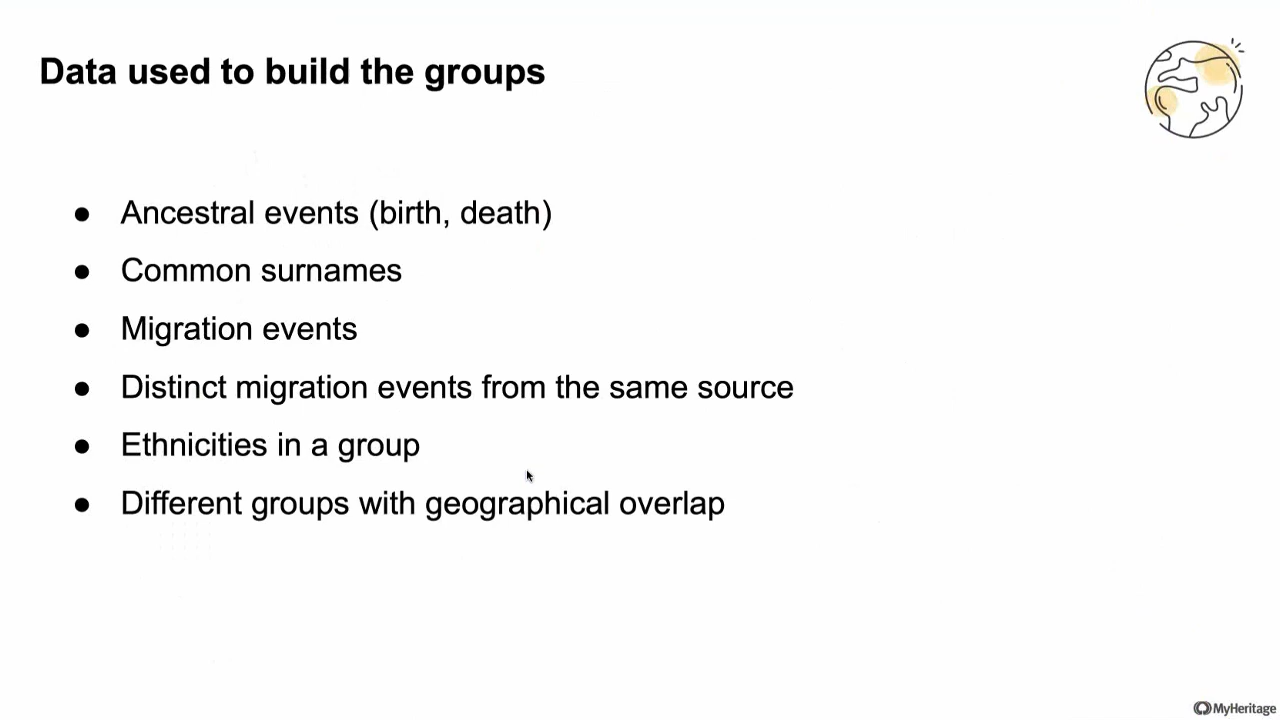 Data used to build the groups
● Ancestral events (birth, death)
● Common surnames
● Migration events
● Distinct migration events from the same source
● Ethnicities in a group
● Different groups with geographical overlap
MyHeritage